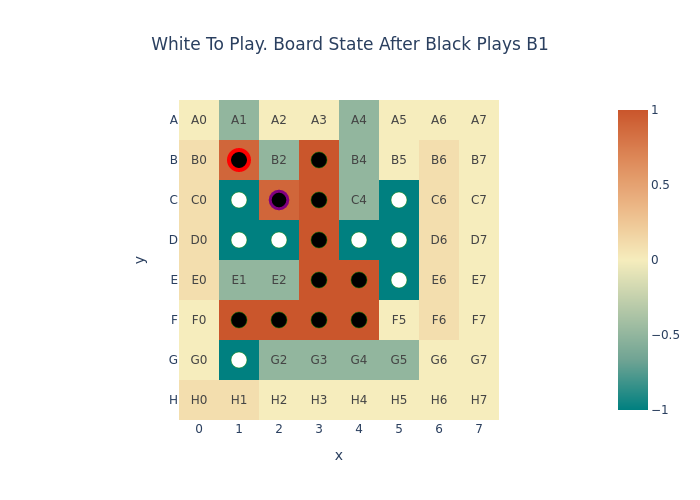 White To Play. Board State After Black Plays B1
A A0 A1 A2 A3 A4 A5 A6 A7
B B0 B2 B4 B5 B6 B7
C C0 C4 C6 C7
D D0 D6 D7
E E0 E1 E2 E6 E7
F F0 F5 F6 F7
G G0 G2 G3 G4 G5 G6 G7
H H0 H1 H2 H3 H4 H5 H6 H7
0 1 2 3 4 5 6 7
x
y
1
0.5
0
−0.5
−1